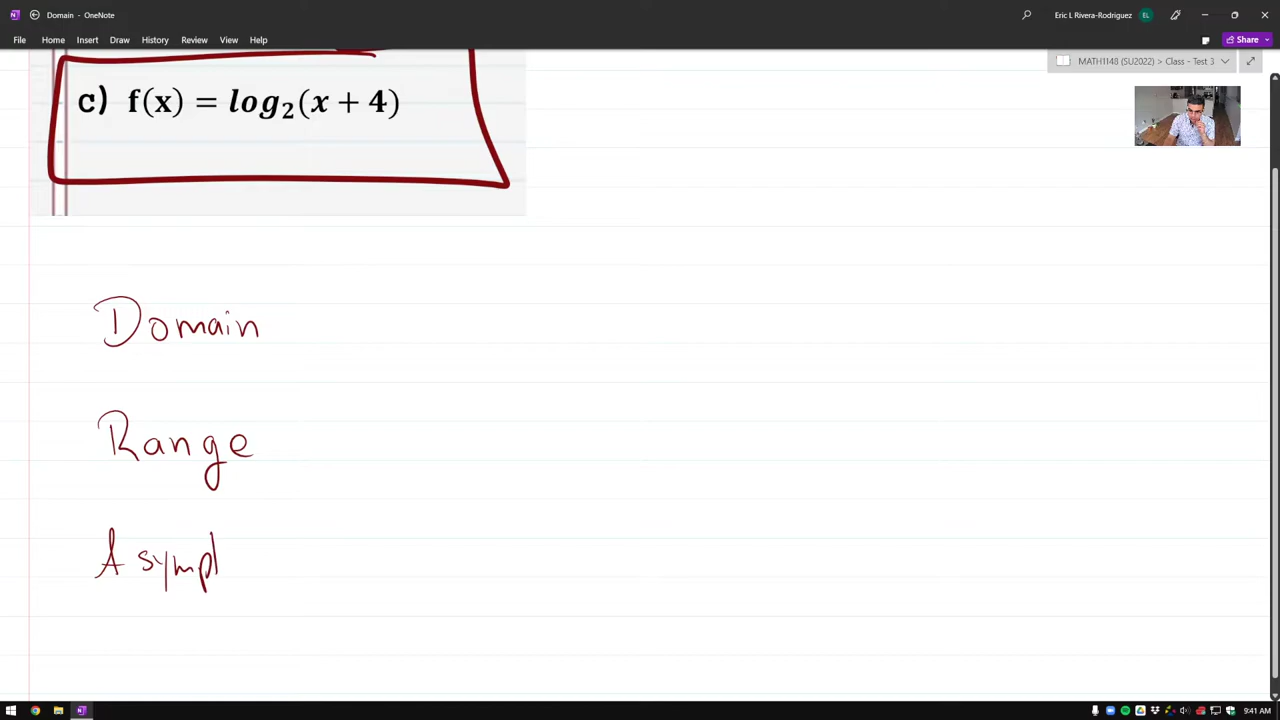 Domain - OneNote
Eric L Rivera-Rodriguez
EL
File Home Insert Draw History Review View Help
Share
MATH1148 (SU2022) > Class - Test 3
c) f(x) = log₂(x + 4)
Domain
Range
Asympt
9:41 AM